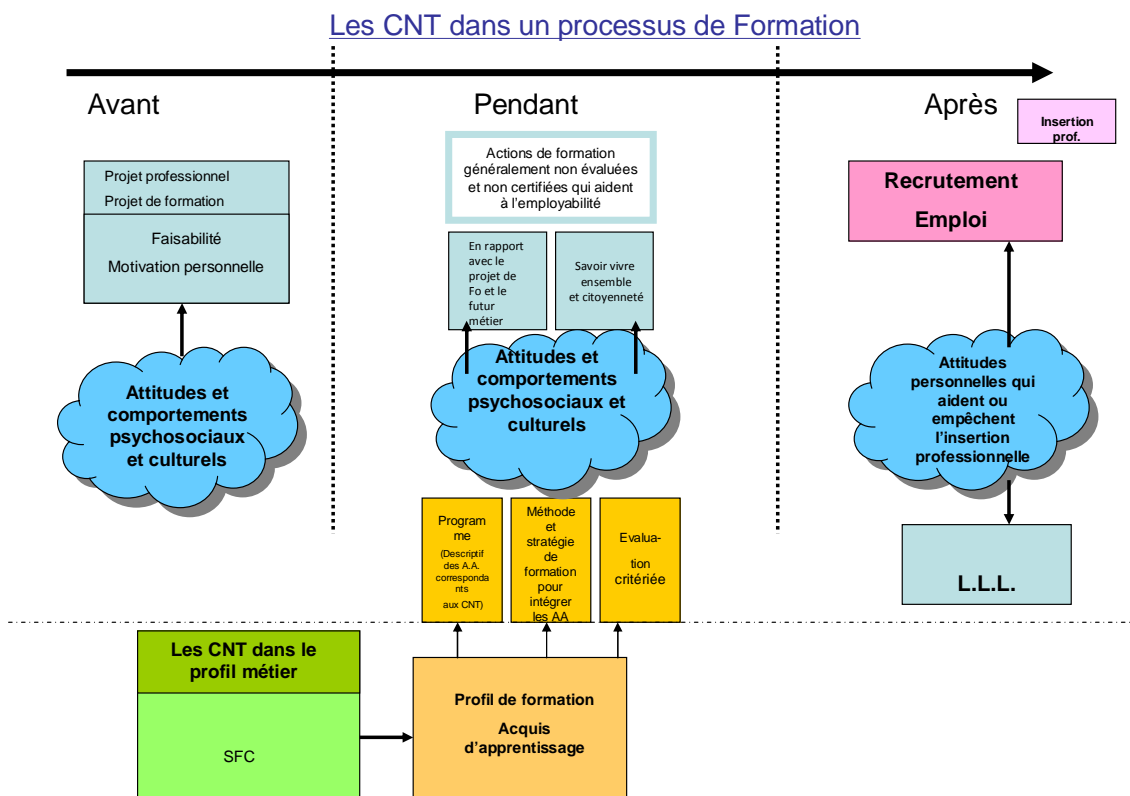 Les CNT dans un processus de Formation
Avant
Pendant
Après
Insertion
prof.
Projet professionnel
Projet de formation
Faisabilité
Motivation personnelle
Attitudes et
comportements
psychosociaux
et culturels
Actions de formation
généralement non évaluées
et non certifiées qui aident
à l'employabilité
En rapport
avec le
projet de
Fo et le
futur
métier
Savoir vivre
ensemble
et citoyenneté
Attitudes et
comportements
psychosociaux et
culturels
Recrutement
Emploi
Attitudes
personnelles qui
aident ou
empêchent
l'insertion
professionnelle
L.L.L.
Programme
me
(Descriptif
des A.A.
corresponda
nts
aux CNT)
Méthode
et
stratégie
de
formation
pour
intégrer
les AA
Evalua-
tion
critériée
Les CNT dans le
profil métier
SFC
Profil de formation
Acquis
d'apprentissage